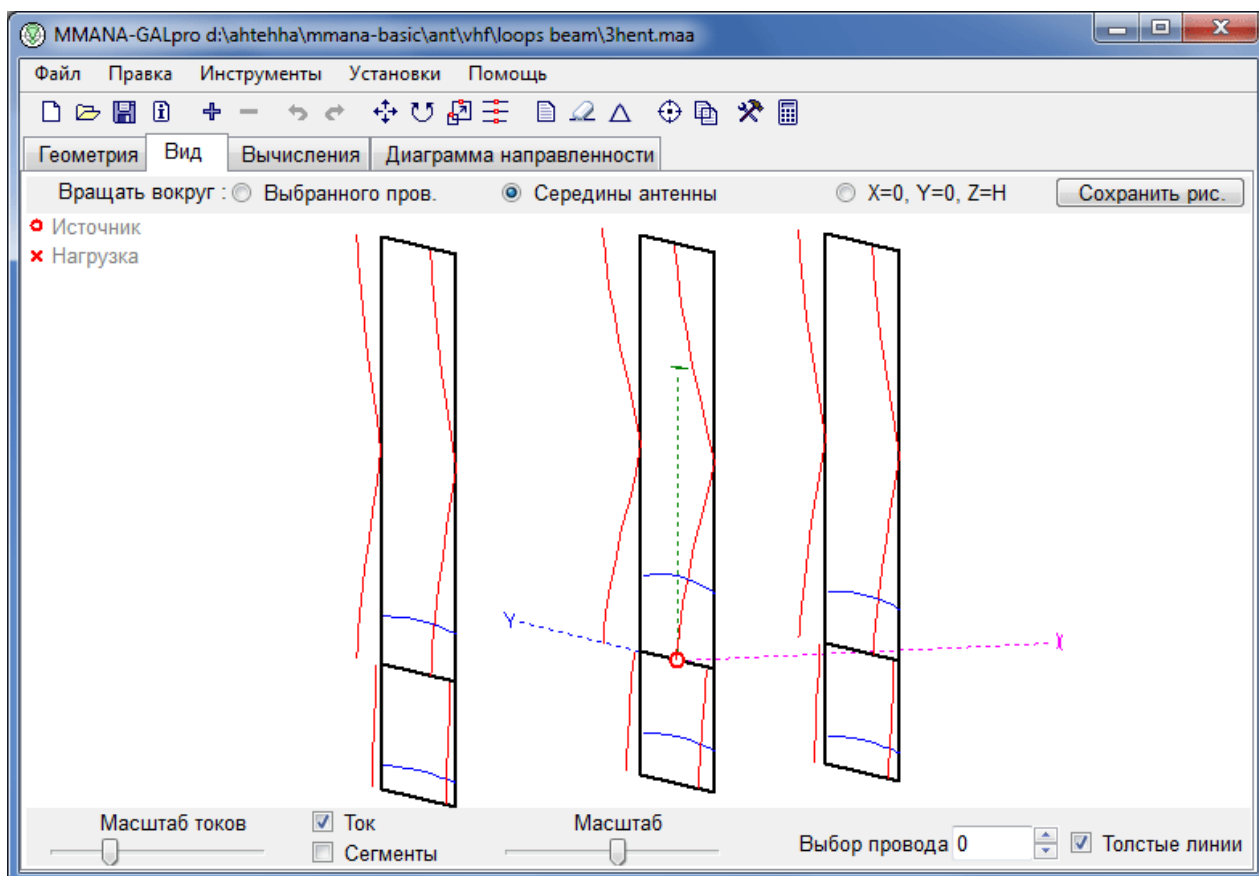 MMANA-GALpro d:\ahtehha\mmana-basic\ant\vhf\loops beam\3hent.maa
Файл Правка Инструменты Установки Помощь
Геометрия Вид Вычисления Диаграмма направленности
Вращать вокруг : Выбранного пров. Середины антенны X=0, Y=0, Z=H Сохранить рис.
Источник
Нагрузка
Y
X
Масштаб токов Ток Масштаб
Выбор провода 0 Толстые линии
Сегменты